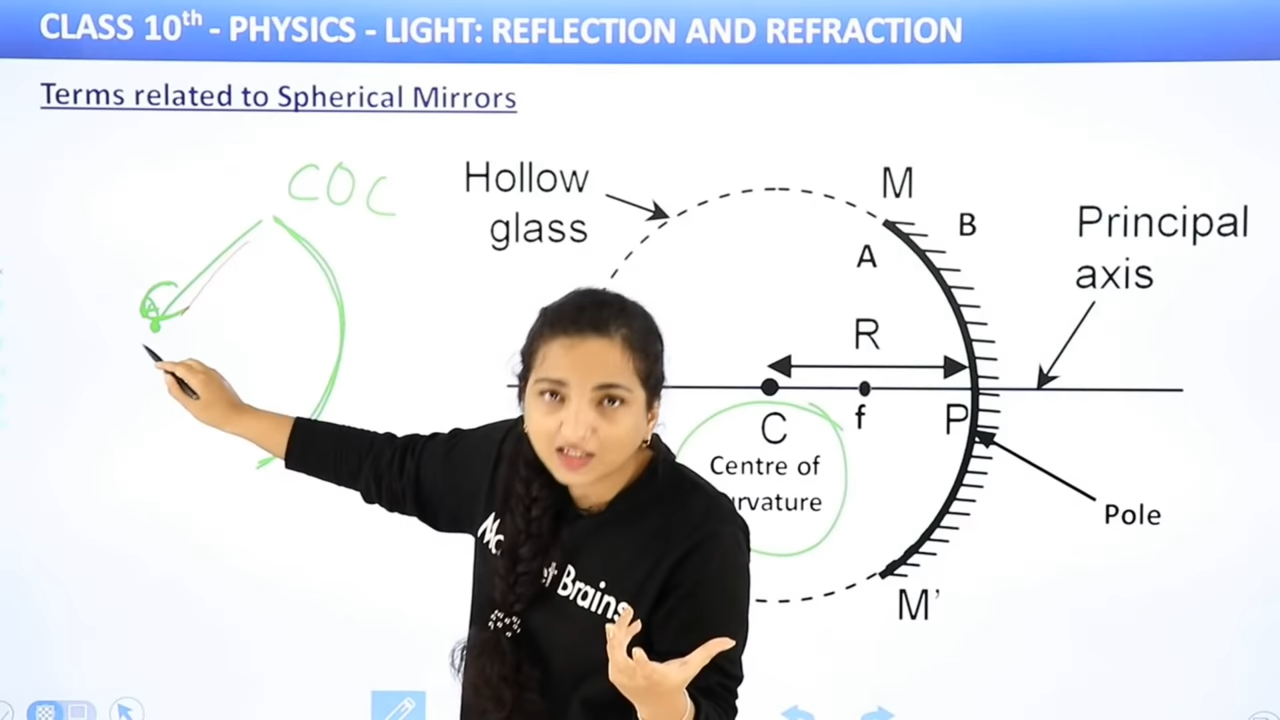 CLASS 10th - PHYSICS - LIGHT: REFLECTION AND REFRACTION
Terms related to Spherical Mirrors
COC
Hollow
glass
M
B
A
Principal
axis
R
C
f
P
Centre of
urvature
Pole
M'
Brains